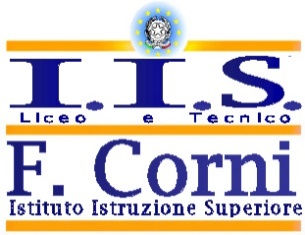 I.I.S.
Liceo e Tecnico
F. Corni
Istituto Istruzione Superiore